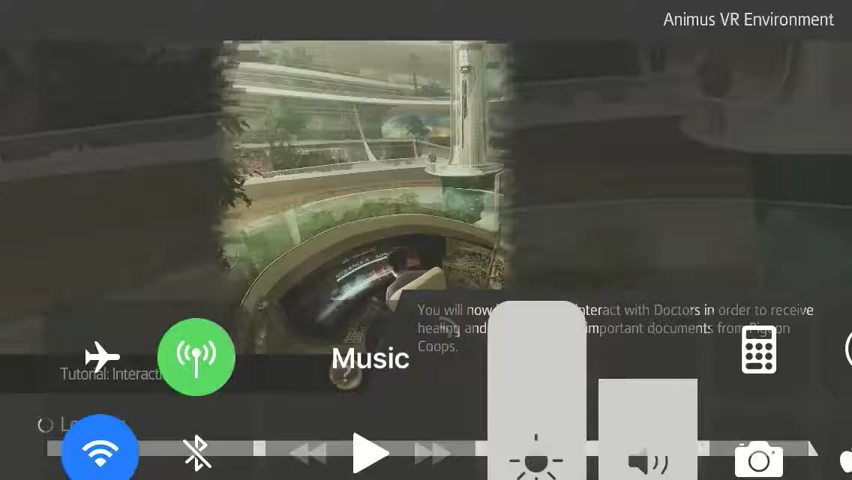 Animus VR Environment
You will now interact with Doctors in order to receive
healing and important documents from Pigeon
Coops.
Music
Tutorial: